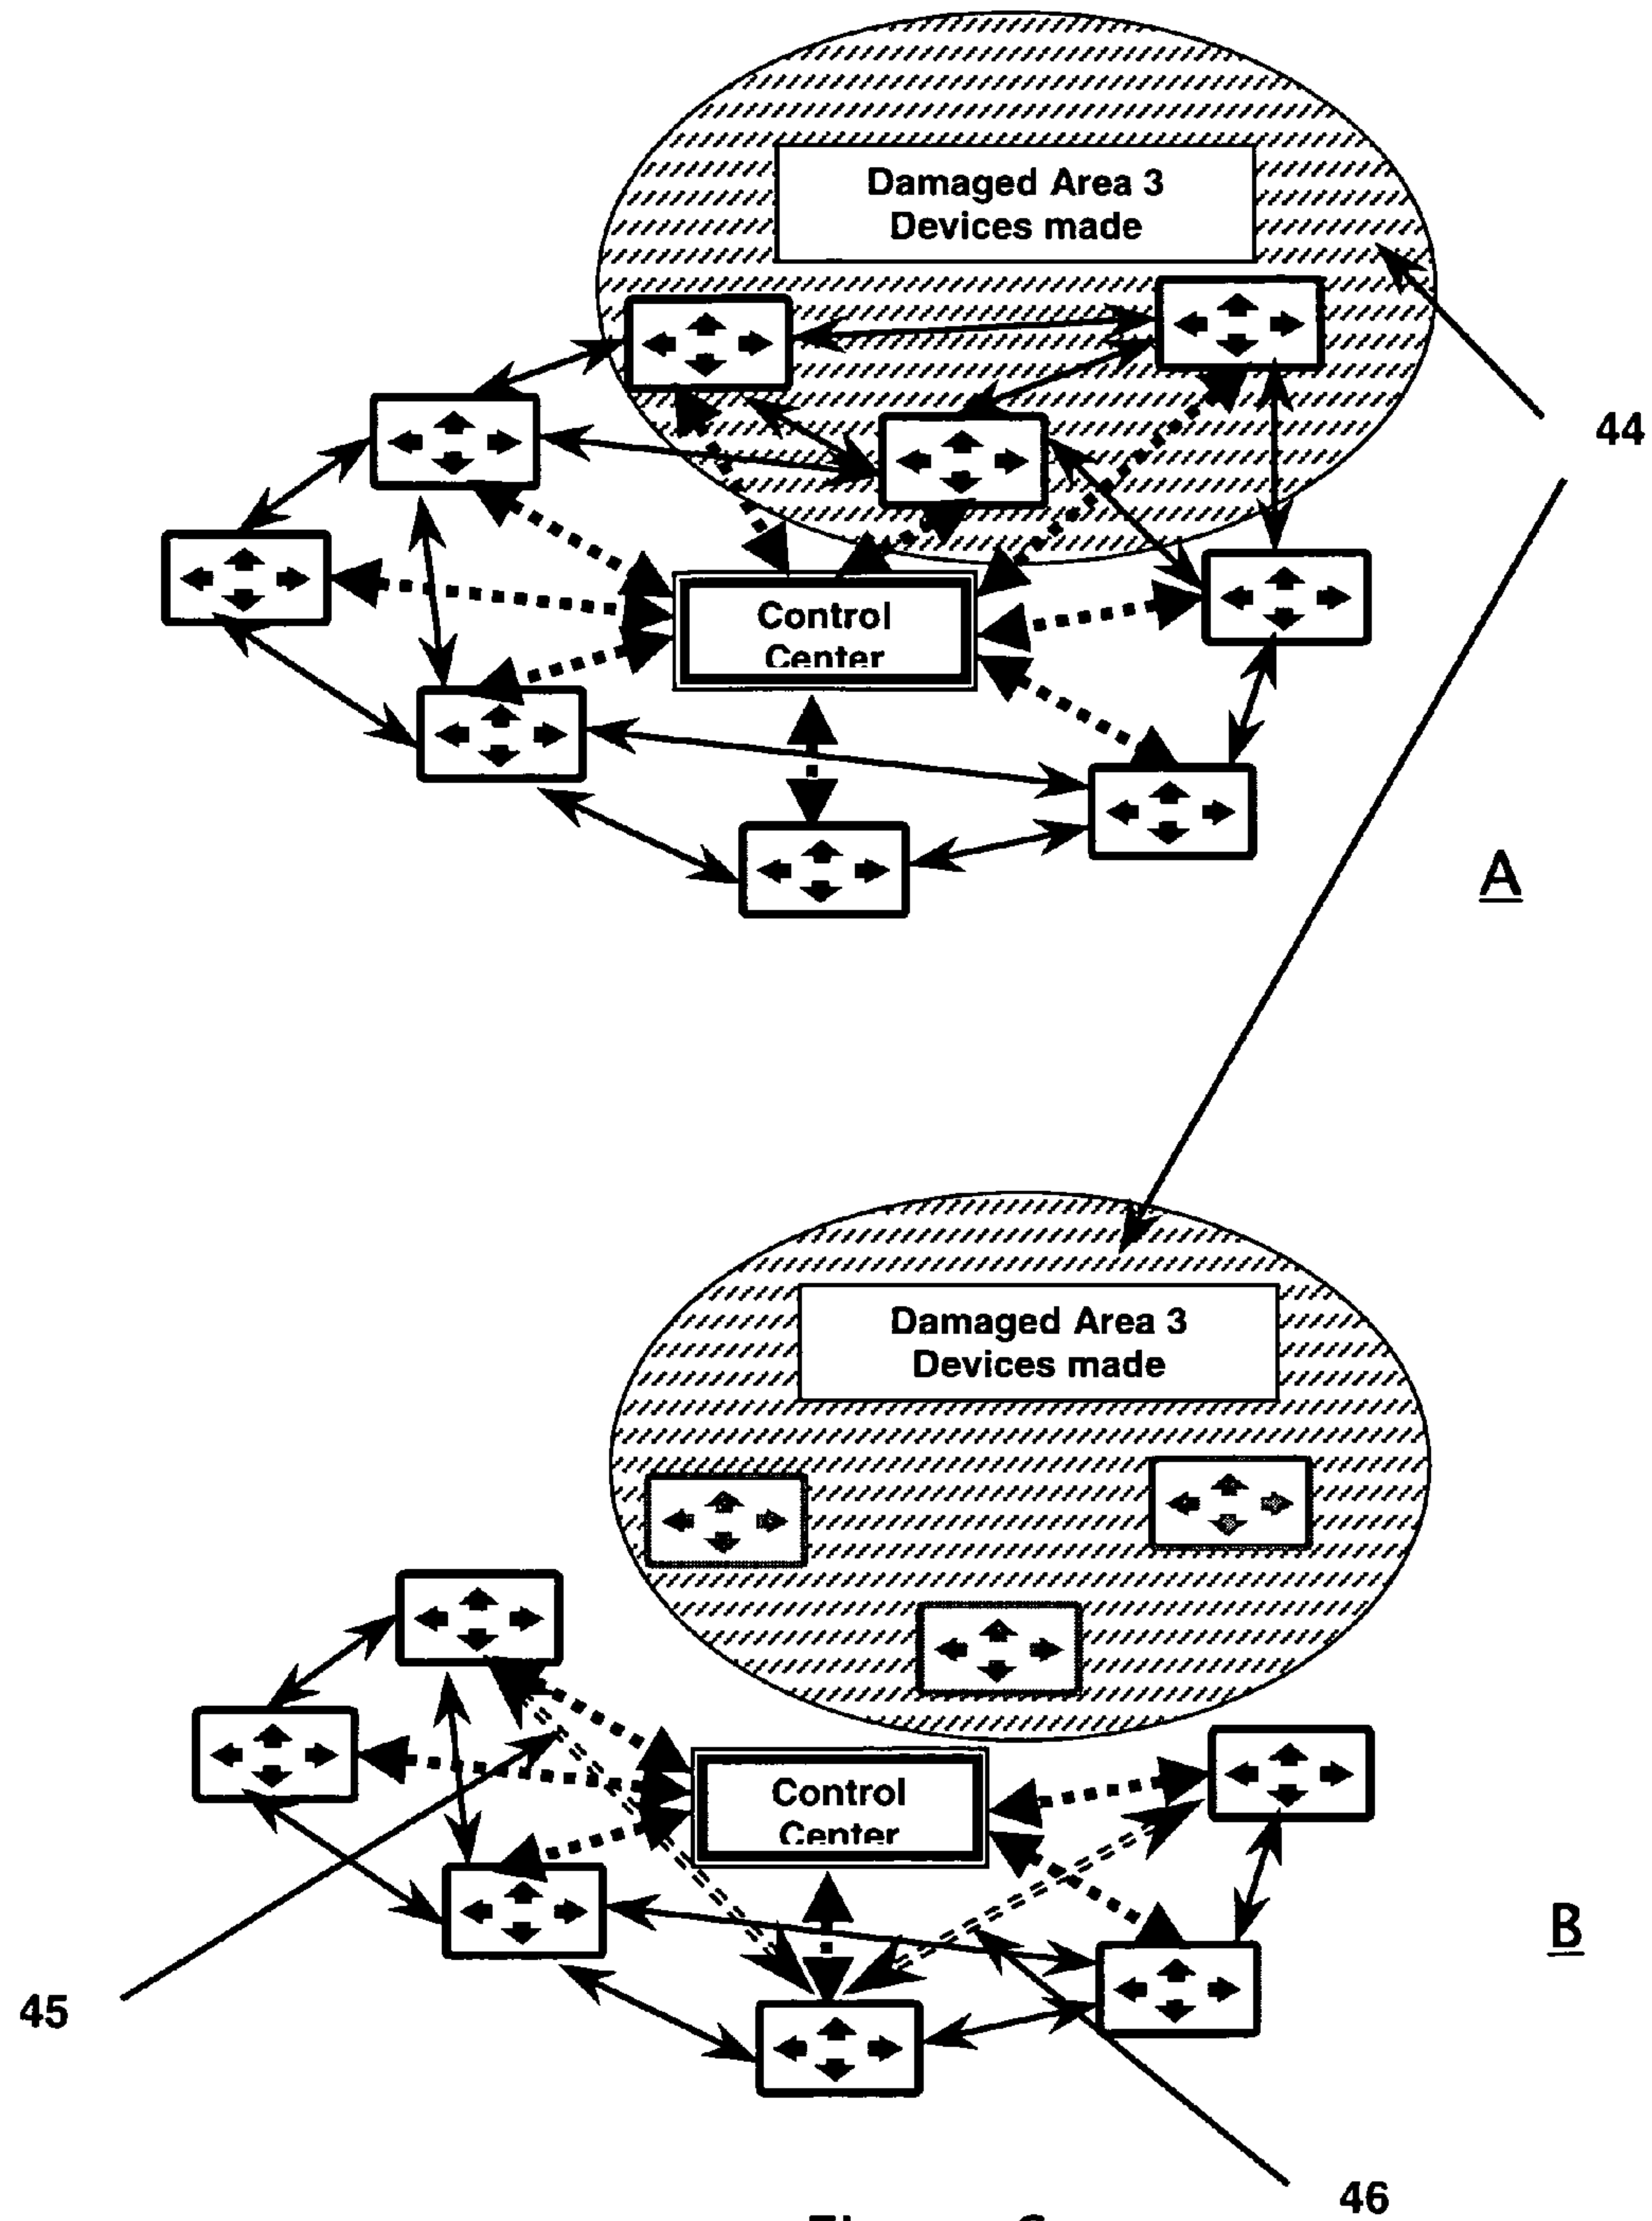 Damaged Area 3
Devices made
44
Control
Center
A
Damaged Area 3
Devices made
Control
Center
B
45
46